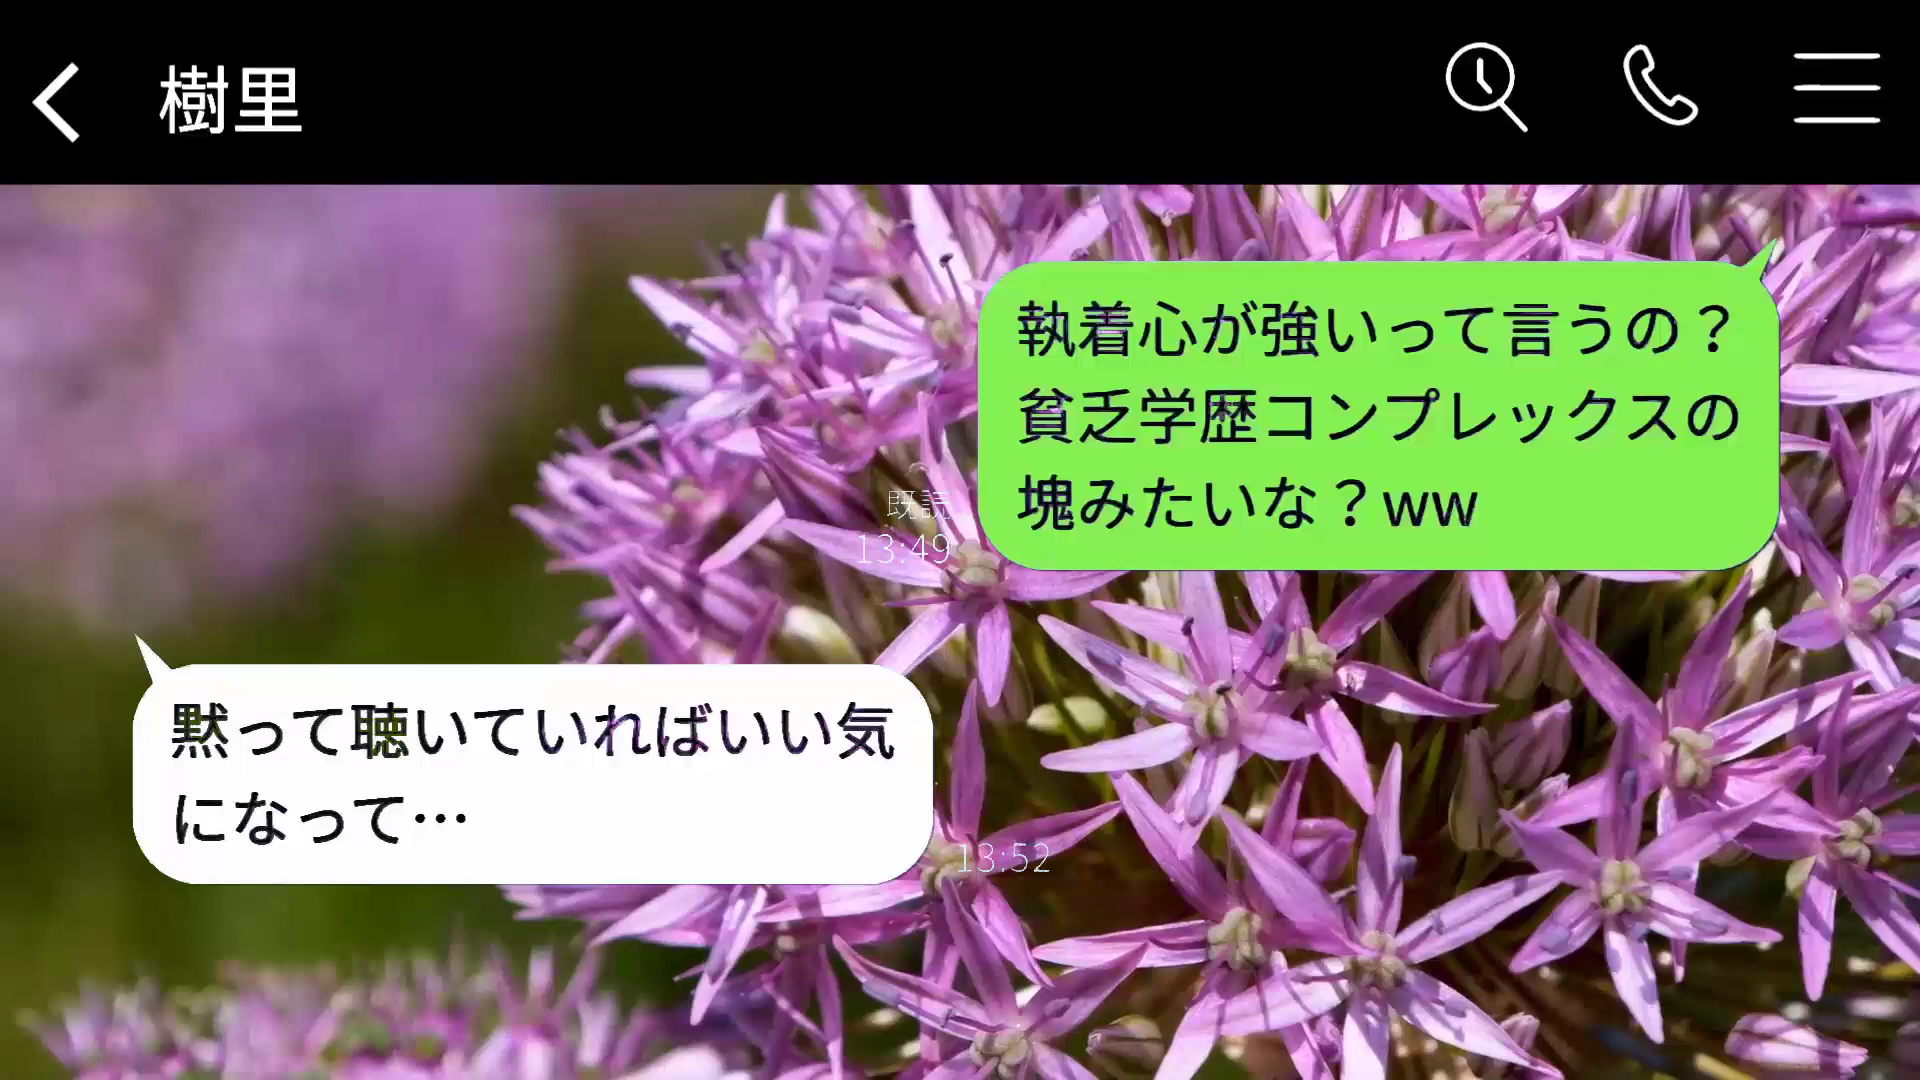 樹里
執着心が強いって言うの？
貧乏学歴コンプレックスの
塊みたいな？ww
既読
13:49
黙って聴いていればいい気
になって…
13:52